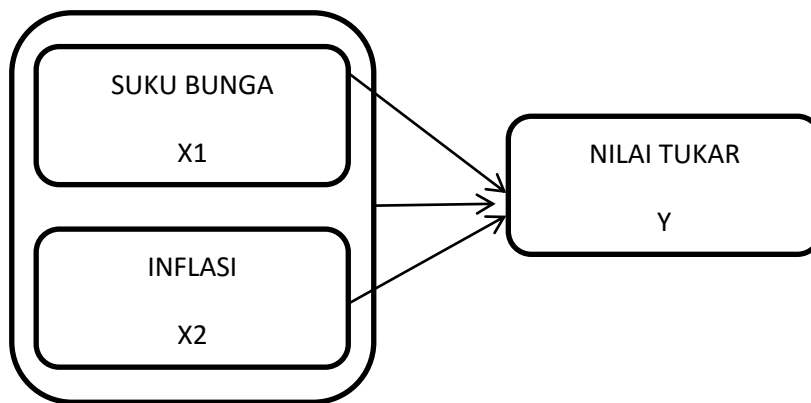 SUKU BUNGA
X1
INFLASI
X2
NILAI TUKAR
Y